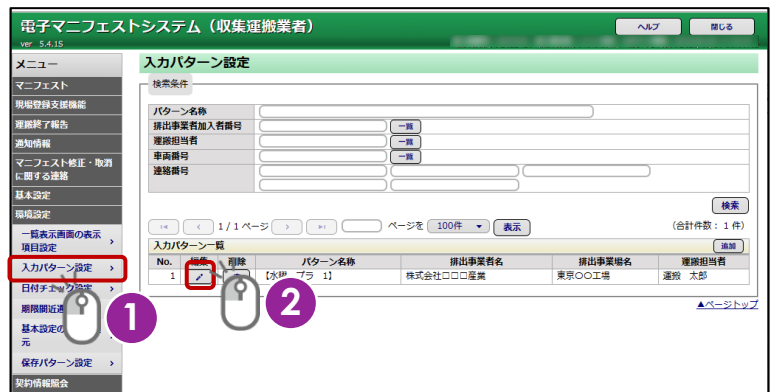 電子マニフェストシステム（収集運搬業者）
ver 5.4.15
ヘルプ 閉じる
メニュー
マニフェスト
現場登録支援機能
運搬終了報告
通知情報
マニフェスト修正・取消
に関する連絡
基本設定
環境設定
一覧表示画面の表示
項目設定
入力パターン設定
日付チェック設定
期限間近通
基本設定の
元
保存パターン設定
契約情報照会
1
入力パターン設定
検索条件
パターン名称
排出事業者加入者番号 一覧
運搬担当者 一覧
車両番号 一覧
連絡番号
検索
1 / 1 ページ ページを 100件 表示 (合計件数： 1 件)
入力パターン一覧 追加
No. 編集 削除 パターン名称 排出事業者名 排出事業場名 運搬担当者
1 【水銀 プラ 1】 株式会社□□□産業 東京〇〇工場 運搬 太郎
2
▲ページトップ